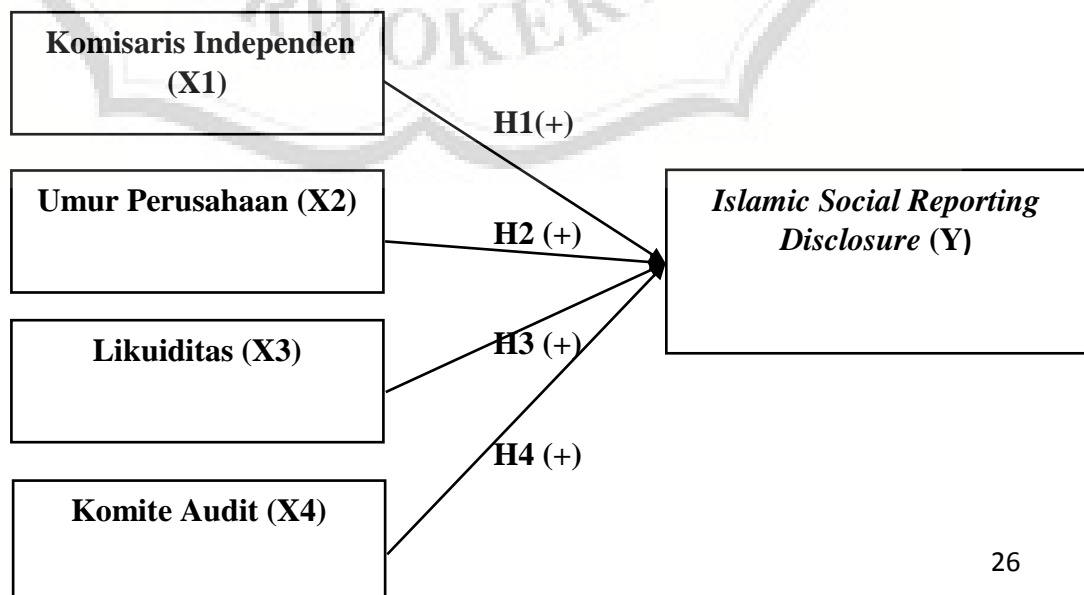 Komisaris Independen
(X1)
H1(+)
Umur Perusahaan (X2)
H2 (+)
Islamic Social Reporting
Disclosure (Y)
Likuiditas (X3)
H3 (+)
H4 (+)
Komite Audit (X4)
26